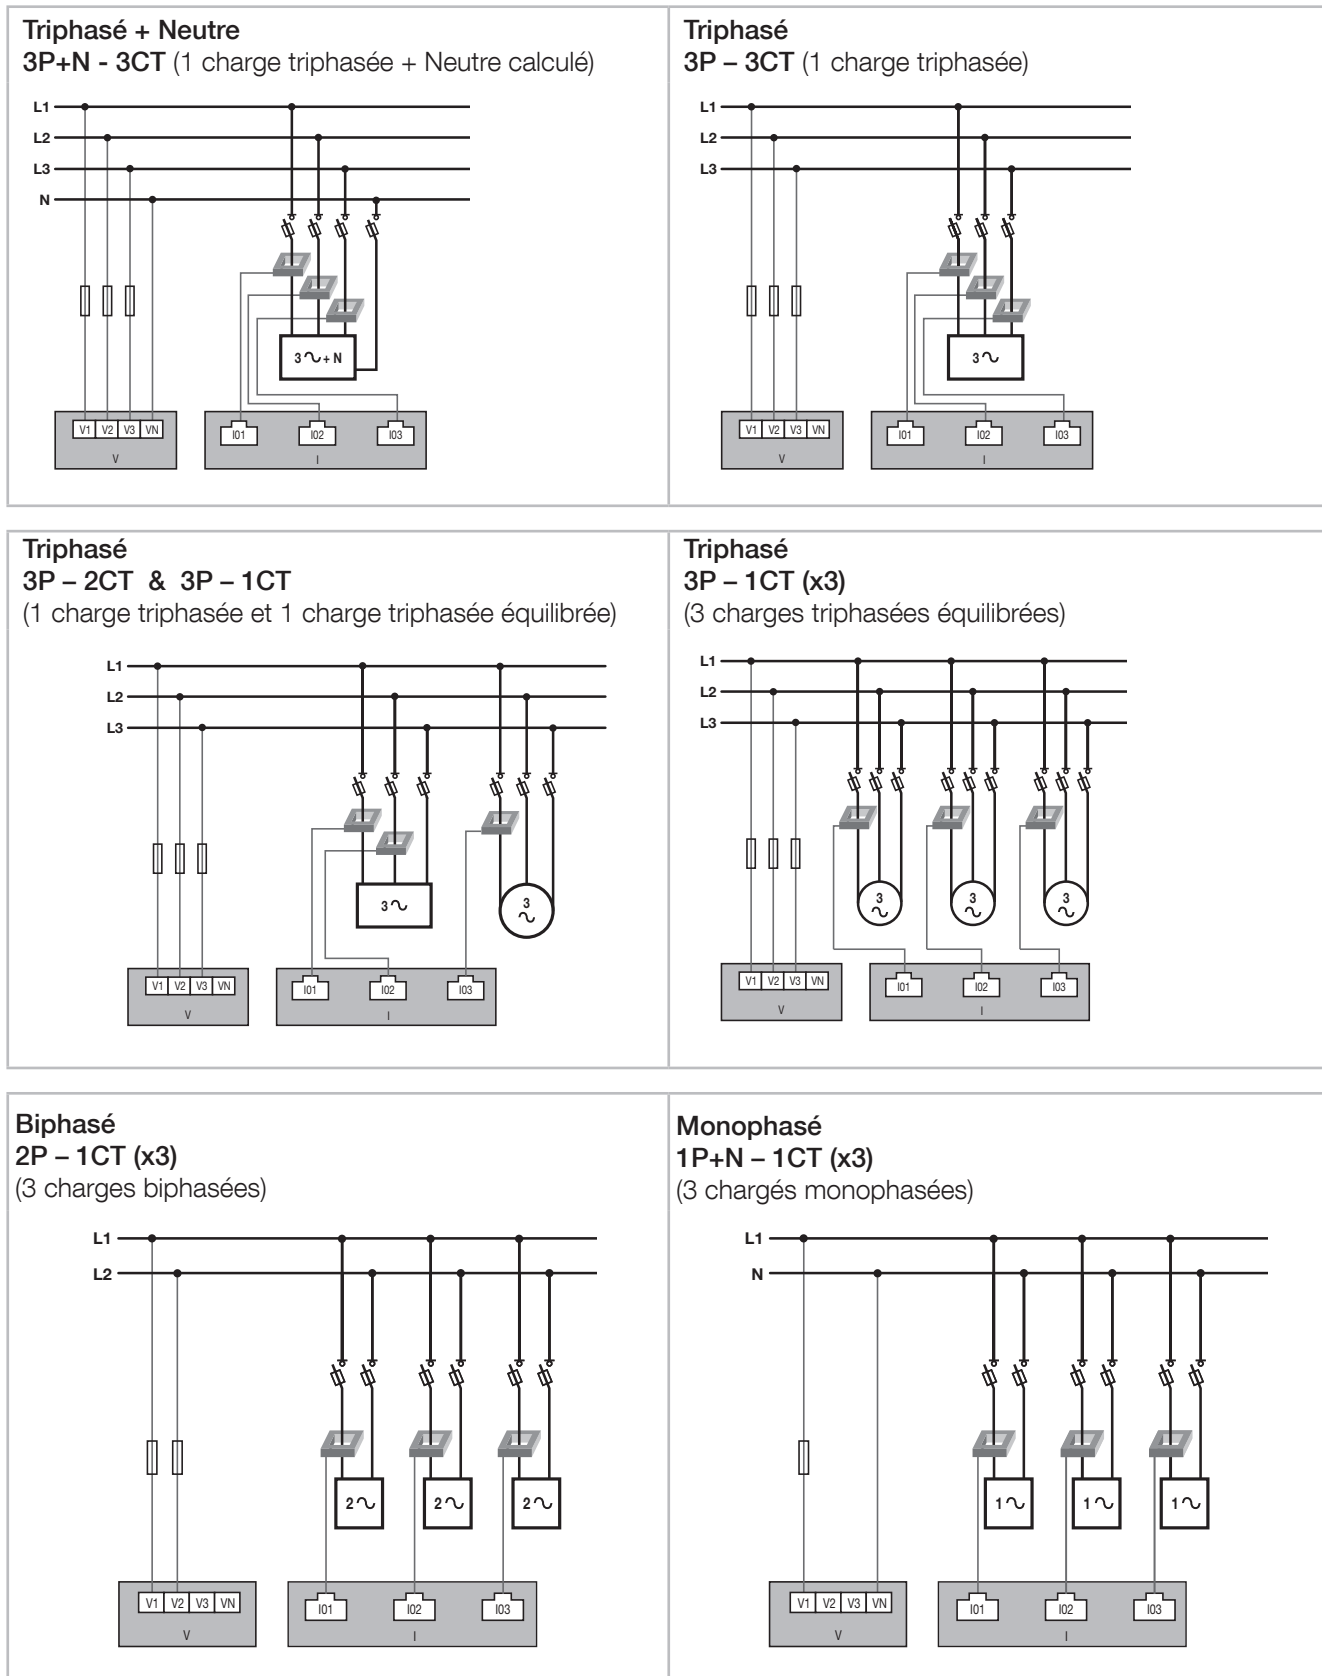 Triphasé + Neutre
3P+N - 3CT (1 charge triphasée + Neutre calculé)
L1
L2
L3
N
3 + N
V1 V2 V3 VN
V
I01 I02 I03
I
Triphasé
3P – 3CT (1 charge triphasée)
L1
L2
L3
3
V1 V2 V3 VN
V
I01 I02 I03
I
Triphasé
3P – 2CT & 3P – 1CT
(1 charge triphasée et 1 charge triphasée équilibrée)
L1
L2
L3
3
3
V1 V2 V3 VN
V
I01 I02 I03
I
Triphasé
3P – 1CT (x3)
(3 charges triphasées équilibrées)
L1
L2
L3
3 3 3
V1 V2 V3 VN
V
I01 I02 I03
I
Biphasé
2P – 1CT (x3)
(3 charges biphasées)
L1
L2
2 2 2
V1 V2 V3 VN
V
I01 I02 I03
I
Monophasé
1P+N – 1CT (x3)
(3 chargés monophasées)
L1
N
1 1 1
V1 V2 V3 VN
V
I01 I02 I03
I